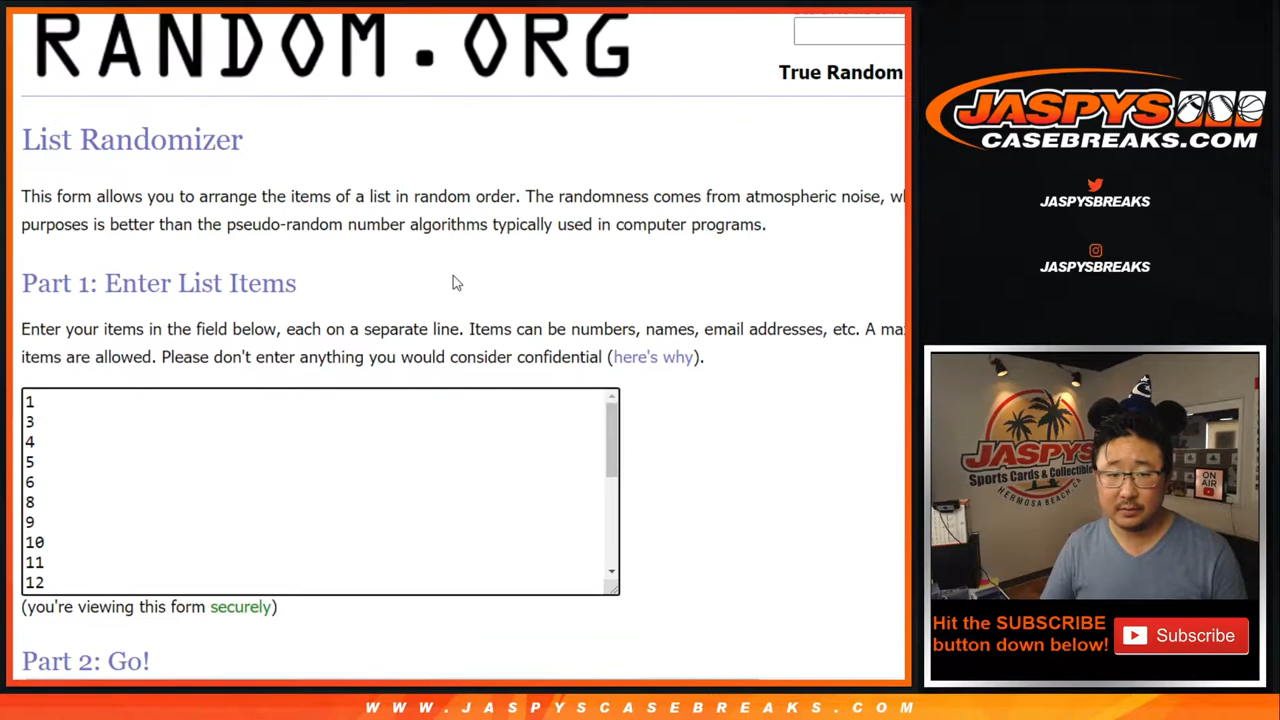 RANDOM.ORG
True Random
List Randomizer
This form allows you to arrange the items of a list in random order. The randomness comes from atmospheric noise, wh
purposes is better than the pseudo-random number algorithms typically used in computer programs.
Part 1: Enter List Items
Enter your items in the field below, each on a separate line. Items can be numbers, names, email addresses, etc. A ma
items are allowed. Please don't enter anything you would consider confidential (here's why).
1
3
4
5
6
8
9
10
11
12
(you're viewing this form securely)
Part 2: Go!
JASPYS
CASEBREAKS.COM
JASPYSBREAKS
JASPYSBREAKS
JASPYS
Sports Cards & Collectible
HERMOSA BEACH, CA
ON
AIR
Hit the SUBSCRIBE
button down below!
Subscribe
WWW.JASPYSCASEBREAKS.COM